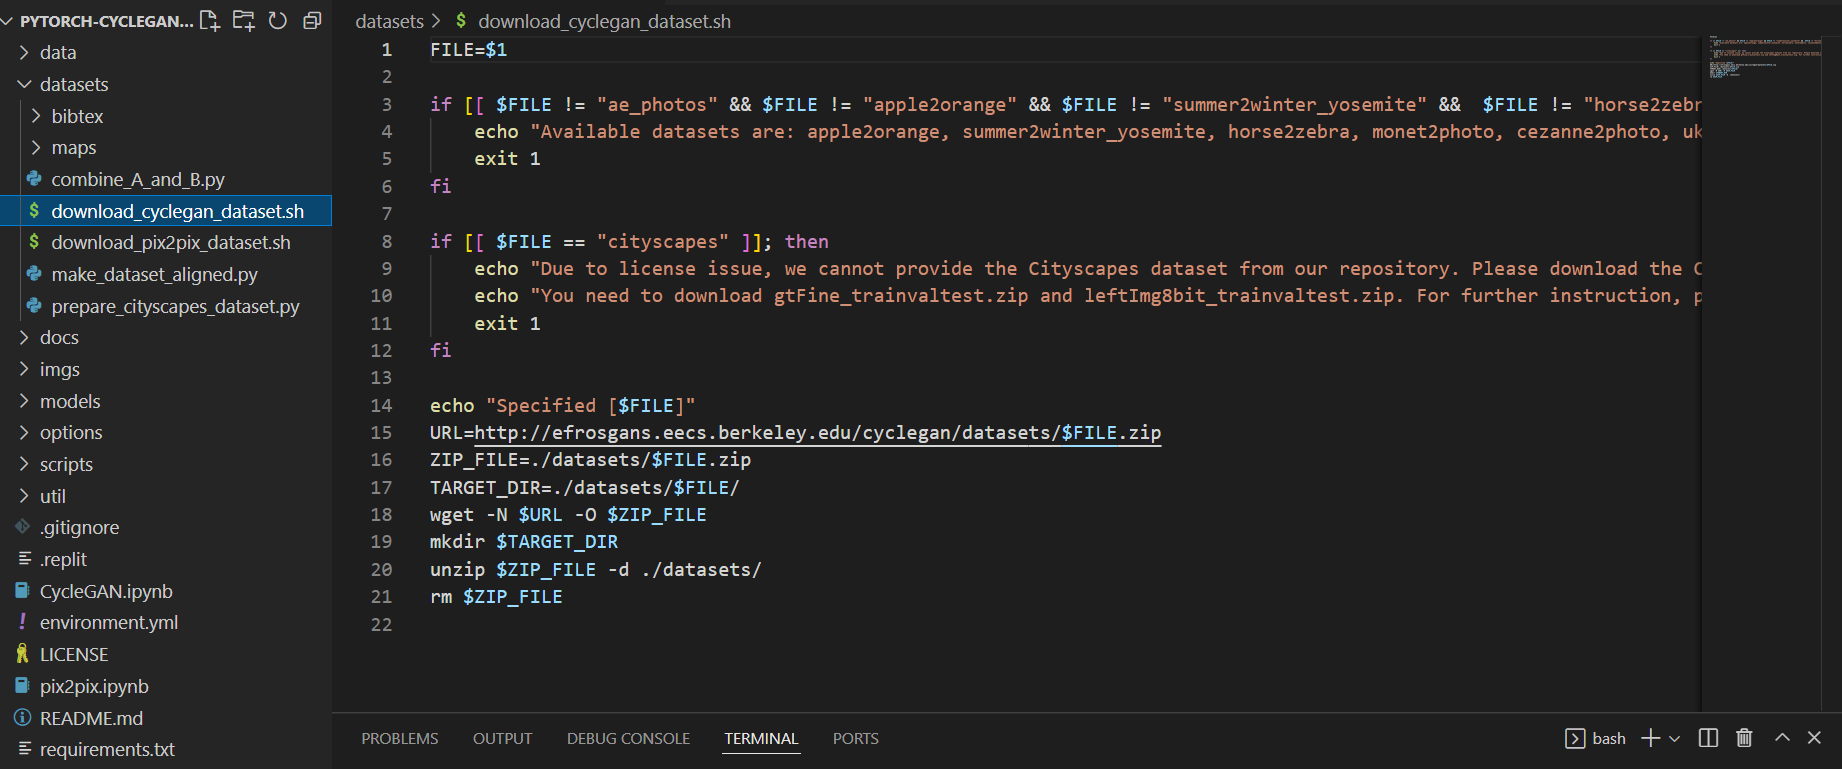 PYTORCH-CYCLEGAN...
data
datasets
bibtex
maps
combine_A_and_B.py
$ download_cyclegan_dataset.sh
$ download_pix2pix_dataset.sh
make_dataset_aligned.py
prepare_cityscapes_dataset.py
docs
imgs
models
options
scripts
util
.gitignore
.replit
CycleGAN.ipynb
! environment.yml
LICENSE
pix2pix.ipynb
README.md
requirements.txt
datasets > $ download_cyclegan_dataset.sh
1 FILE=$1
2
3 if [[ $FILE != "ae_photos" && $FILE != "apple2orange" && $FILE != "summer2winter_yosemite" &&  $FILE != "horse2zebr
4     echo "Available datasets are: apple2orange, summer2winter_yosemite, horse2zebra, monet2photo, cezanne2photo, uk
5     exit 1
6 fi
7
8 if [[ $FILE == "cityscapes" ]]; then
9     echo "Due to license issue, we cannot provide the Cityscapes dataset from our repository. Please download the C
10     echo "You need to download gtFine_trainvaltest.zip and leftImg8bit_trainvaltest.zip. For further instruction, p
11     exit 1
12 fi
13
14 echo "Specified [$FILE]"
15 URL=http://efrosgans.eecs.berkeley.edu/cyclegan/datasets/$FILE.zip
16 ZIP_FILE=./datasets/$FILE.zip
17 TARGET_DIR=./datasets/$FILE/
18 wget -N $URL -O $ZIP_FILE
19 mkdir $TARGET_DIR
20 unzip $ZIP_FILE -d ./datasets/
21 rm $ZIP_FILE
22
PROBLEMS OUTPUT DEBUG CONSOLE TERMINAL PORTS bash